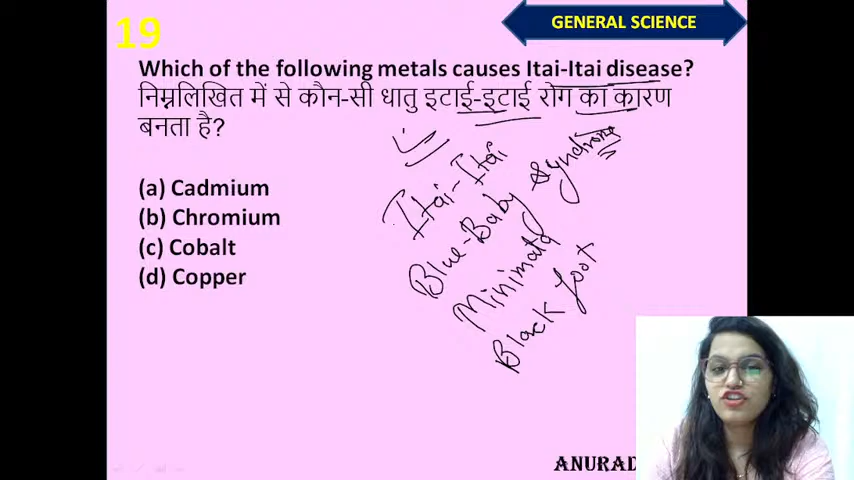 19
GENERAL SCIENCE
Which of the following metals causes Itai-Itai disease?
निम्नलिखित में से कौन-सी धातु इटाई-इटाई रोग का कारण
बनता है?
(a) Cadmium
(b) Chromium
(c) Cobalt
(d) Copper
Itai-Itai
Blue-Baby Syndrome
Minimata
Black foot
ANURAD